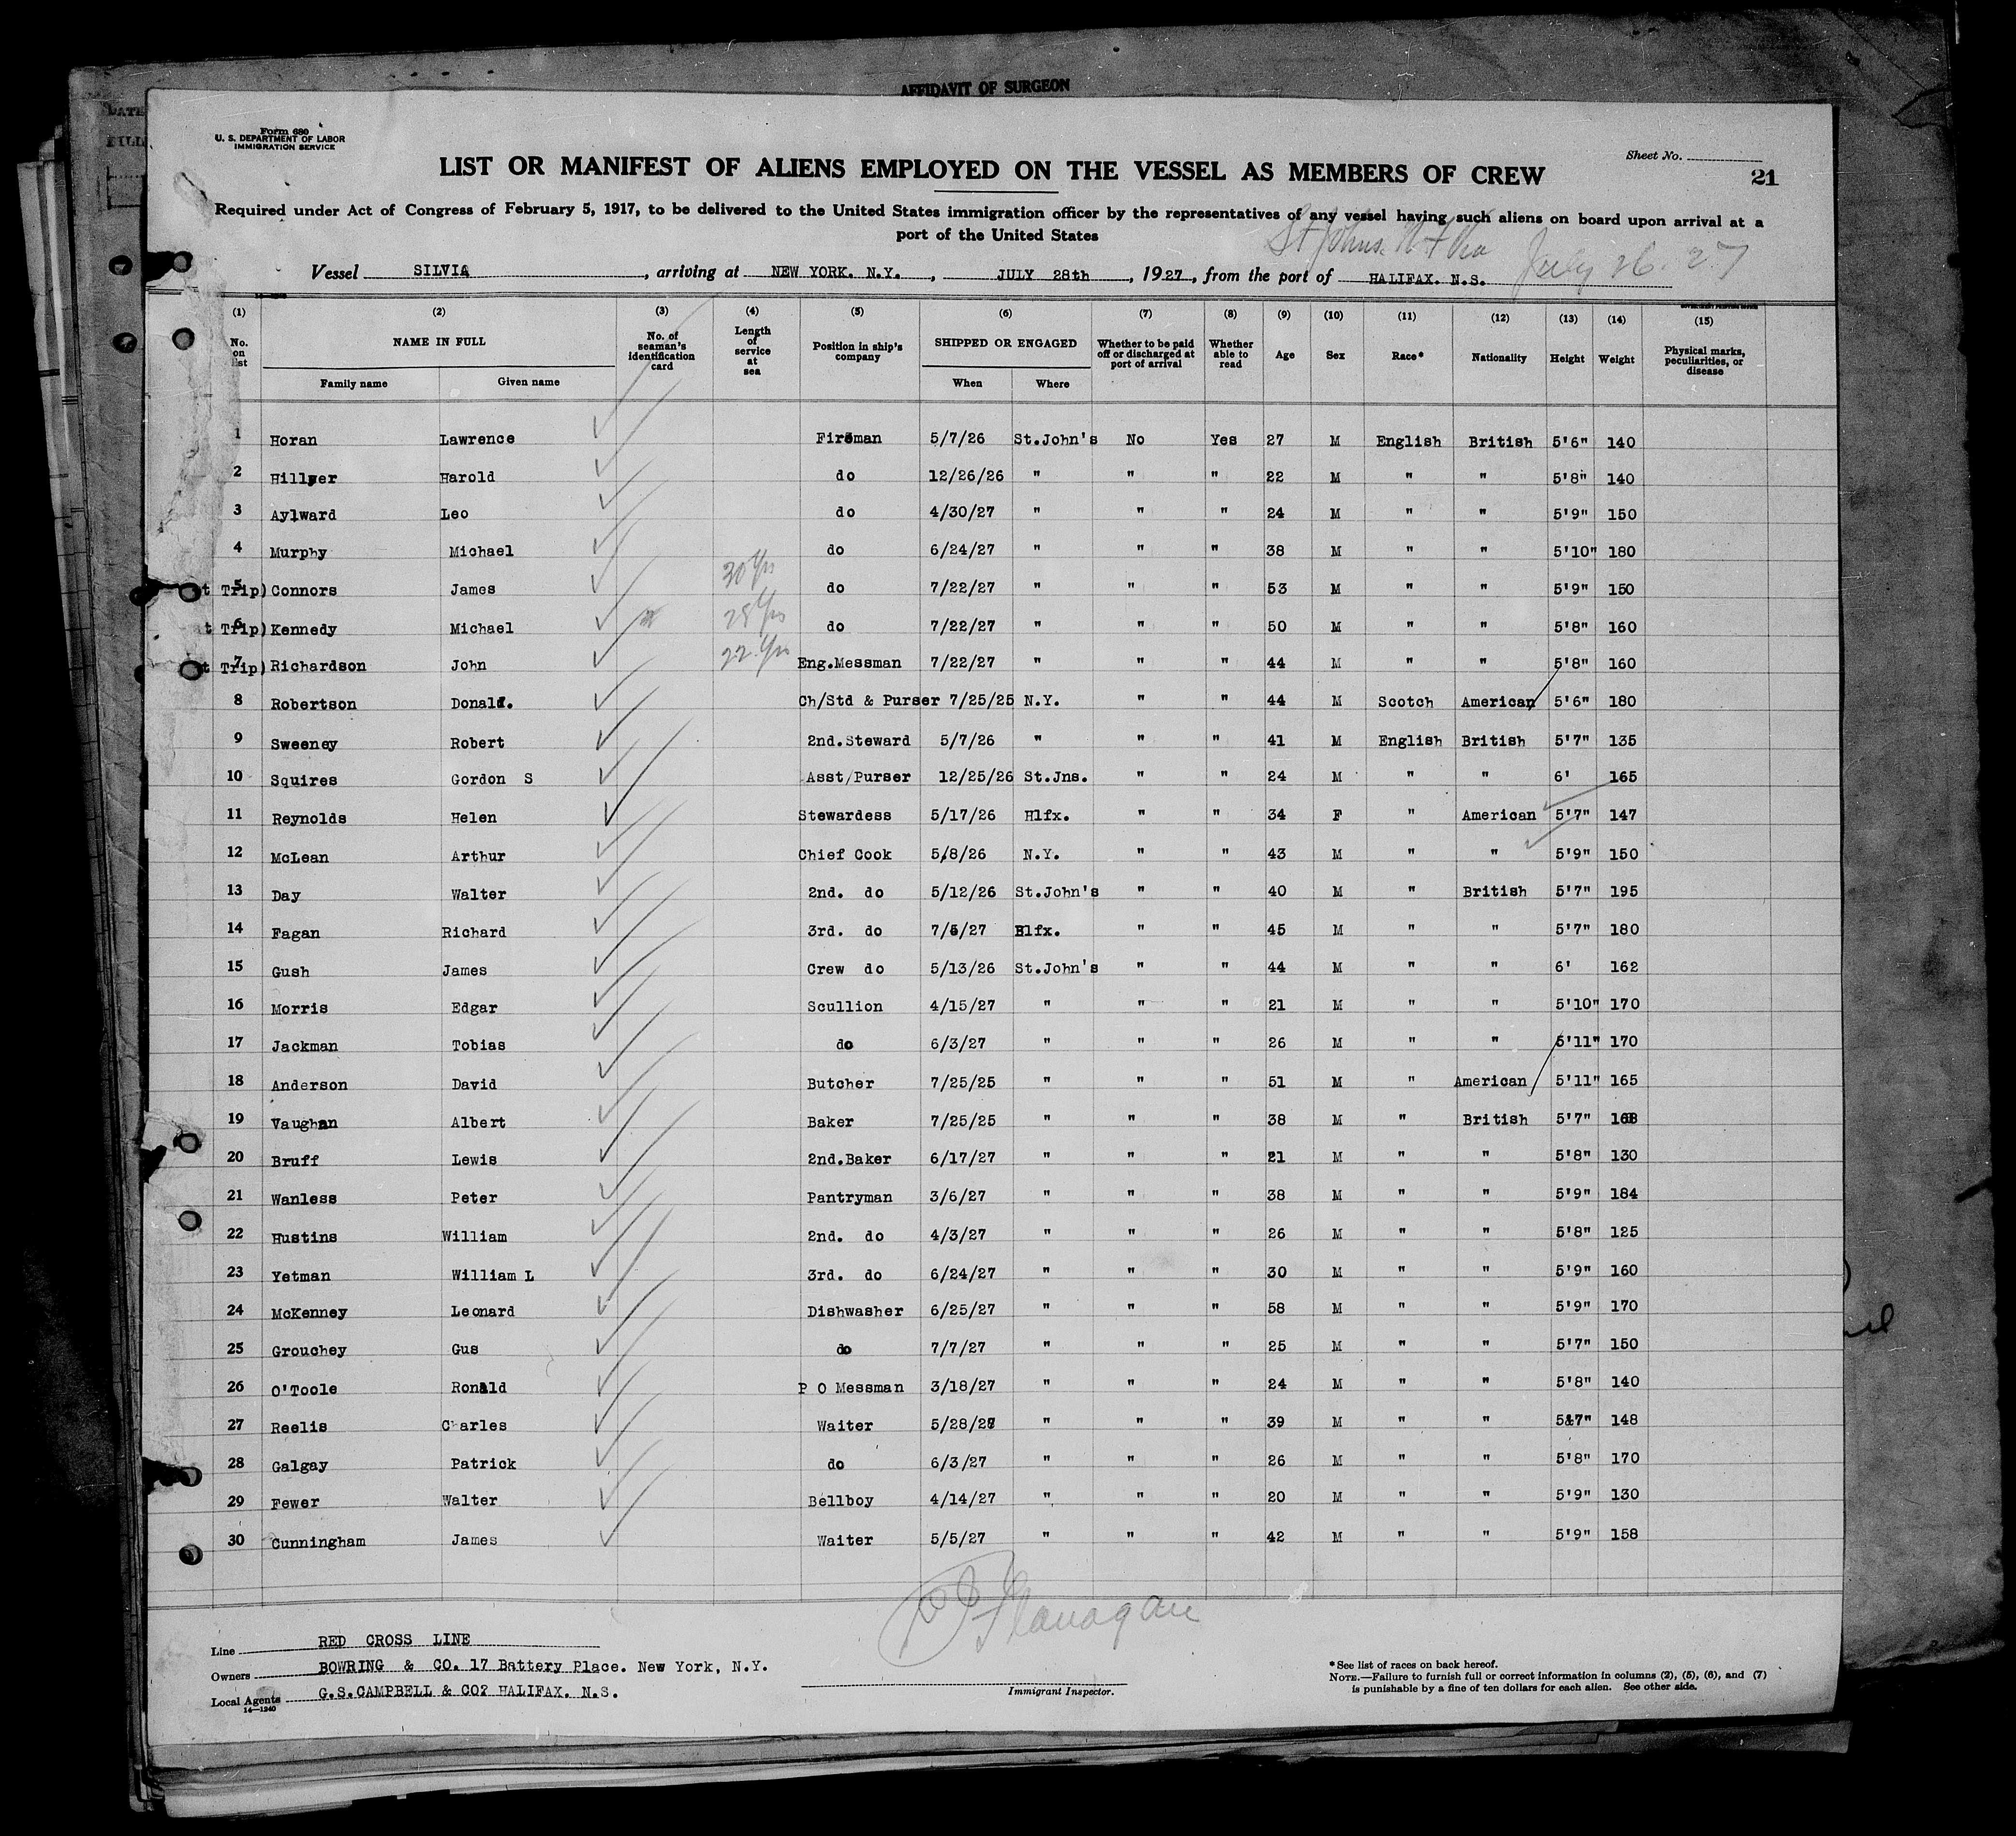 AFFIDAVIT OF SURGEON
Form 680
U. S. DEPARTMENT OF LABOR
IMMIGRATION SERVICE
Sheet No.
21
LIST OR MANIFEST OF ALIENS EMPLOYED ON THE VESSEL AS MEMBERS OF CREW
Required under Act of Congress of February 5, 1917, to be delivered to the United States immigration officer by the representatives of any vessel having such aliens on board upon arrival at a
port of the United States
St Johns. N F Via July 26. 27
Vessel SILVIA, arriving at NEW YORK. N.Y., JULY 28th, 1927, from the port of HALIFAX. N.S.
(1) (2) (3) (4) (5) (6) (7) (8) (9) (10) (11) (12) (13) (14) (15)
No. on list NAME IN FULL Family name Given name No. of seaman's identification card Length of service at sea Position in ship's company SHIPPED OR ENGAGED When Where Whether to be paid off or discharged at port of arrival Whether able to read Age Sex Race* Nationality Height Weight Physical marks, peculiarities, or disease
1 Horan Lawrence Fireman 5/7/26 St.John's No Yes 27 M English British 5'6" 140
2 Hillyer Harold do 12/26/26 " " " 22 M " " 5'8" 140
3 Aylward Leo do 4/30/27 " " " 24 M " " 5'9" 150
4 Murphy Michael do 6/24/27 " " " 38 M " " 5'10" 180
t Trip) 5 Connors James 30 Yrs do 7/22/27 " " " 53 M " " 5'9" 150
t Trip) 6 Kennedy Michael 28 Yrs do 7/22/27 " " " 50 M " " 5'8" 160
t Trip) 7 Richardson John 22 Yrs Eng.Messman 7/22/27 " " " 44 M " " 5'8" 160
8 Robertson Donald. Ch/Std & Purser 7/25/25 N.Y. " " 44 M Scotch American 5'6" 180
9 Sweeney Robert 2nd.Steward 5/7/26 " " " 41 M English British 5'7" 135
10 Squires Gordon S Asst/Purser 12/25/26 St.Jns. " " 24 M " " 6' 165
11 Reynolds Helen Stewardess 5/17/26 Hlfx. " " 34 F " American 5'7" 147
12 McLean Arthur Chief Cook 5/8/26 N.Y. " " 43 M " " 5'9" 150
13 Day Walter 2nd. do 5/12/26 St.John's " " 40 M " British 5'7" 195
14 Fagan Richard 3rd. do 7/5/27 Hlfx. " " 45 M " " 5'7" 180
15 Gush James Crew do 5/13/26 St.John's " " 44 M " " 6' 162
16 Morris Edgar Scullion 4/15/27 " " " 21 M " " 5'10" 170
17 Jackman Tobias do 6/3/27 " " " 26 M " " 5'11" 170
18 Anderson David Butcher 7/25/25 " " " 51 M " American 5'11" 165
19 Vaughan Albert Baker 7/25/25 " " " 38 M " British 5'7"
20 Bruff Lewis 2nd.Baker 6/17/27 " " " 21 M " " 5'8" 130
21 Wanless Peter Pantryman 3/6/27 " " " 38 M " " 5'9" 184
22 Hustins William 2nd. do 4/3/27 " " " 26 M " " 5'8" 125
23 Yetman William L 3rd. do 6/24/27 " " " 30 M " " 5'9" 160
24 McKenney Leonard Dishwasher 6/25/27 " " " 58 M " " 5'9" 170
25 Grouchey Gus do 7/7/27 " " " 25 M " " 5'7" 150
26 O'Toole Ronald P O Messman 3/18/27 " " " 24 M " " 5'8" 140
27 Reelis Charles Waiter 5/28/27 " " " 39 M " " 5&7" 148
28 Galgay Patrick do 6/3/27 " " " 26 M " " 5'8" 170
29 Fewer Walter Bellboy 4/14/27 " " " 20 M " " 5'9" 130
30 Cunningham James Waiter 5/5/27 " " " 42 M " " 5'9" 158
Flanagan
Line RED CROSS LINE
Owners BOWRING & CO. 17 Battery Place. New York, N.Y.
Local Agents G.S.CAMPBELL & CO? HALIFAX. N.S.
14—1240
Immigrant Inspector.
* See list of races on back hereof.
NOTE.—Failure to furnish full or correct information in columns (2), (5), (6), and (7)
is punishable by a fine of ten dollars for each alien. See other side.